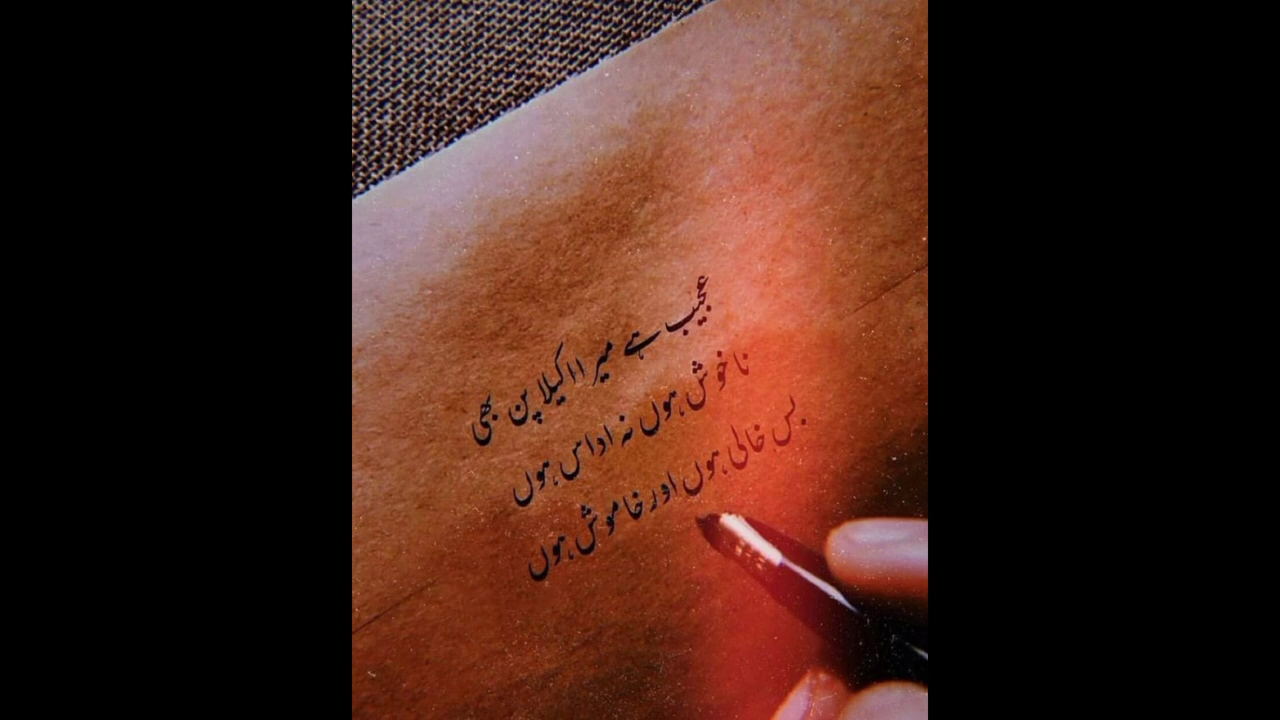 عجیب ہے میرا اکیلا پن بھی
نا خوش ہوں نہ اداس ہوں
بس خالی ہوں اور خاموش ہوں